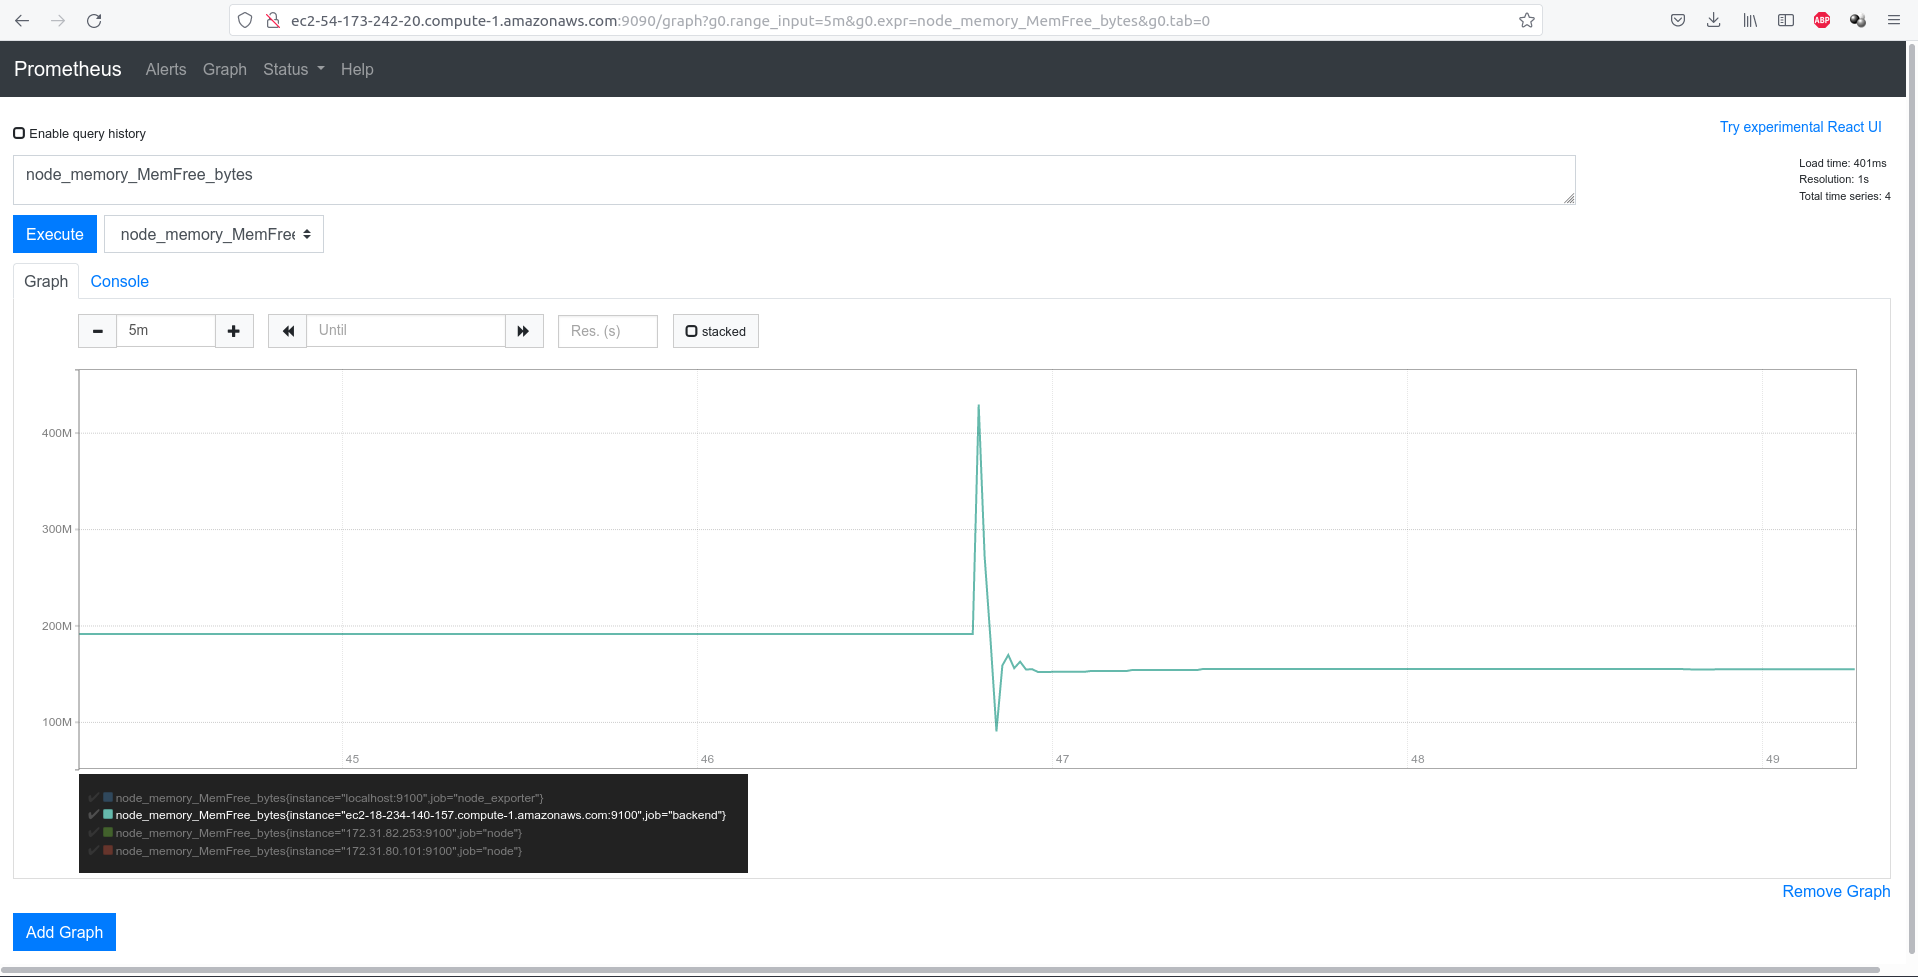 ec2-54-173-242-20.compute-1.amazonaws.com:9090/graph?g0.range_input=5m&g0.expr=node_memory_MemFree_bytes&g0.tab=0
ABP
Prometheus Alerts Graph Status Help
Enable query history
Try experimental React UI
node_memory_MemFree_bytes
Load time: 401ms
Resolution: 1s
Total time series: 4
Execute node_memory_MemFree
Graph Console
5m Until Res. (s) stacked
400M
300M
200M
100M
45 46 47 48 49
node_memory_MemFree_bytes{instance="localhost:9100",job="node_exporter"}
node_memory_MemFree_bytes{instance="ec2-18-234-140-157.compute-1.amazonaws.com:9100",job="backend"}
node_memory_MemFree_bytes{instance="172.31.82.253:9100",job="node"}
node_memory_MemFree_bytes{instance="172.31.80.101:9100",job="node"}
Remove Graph
Add Graph